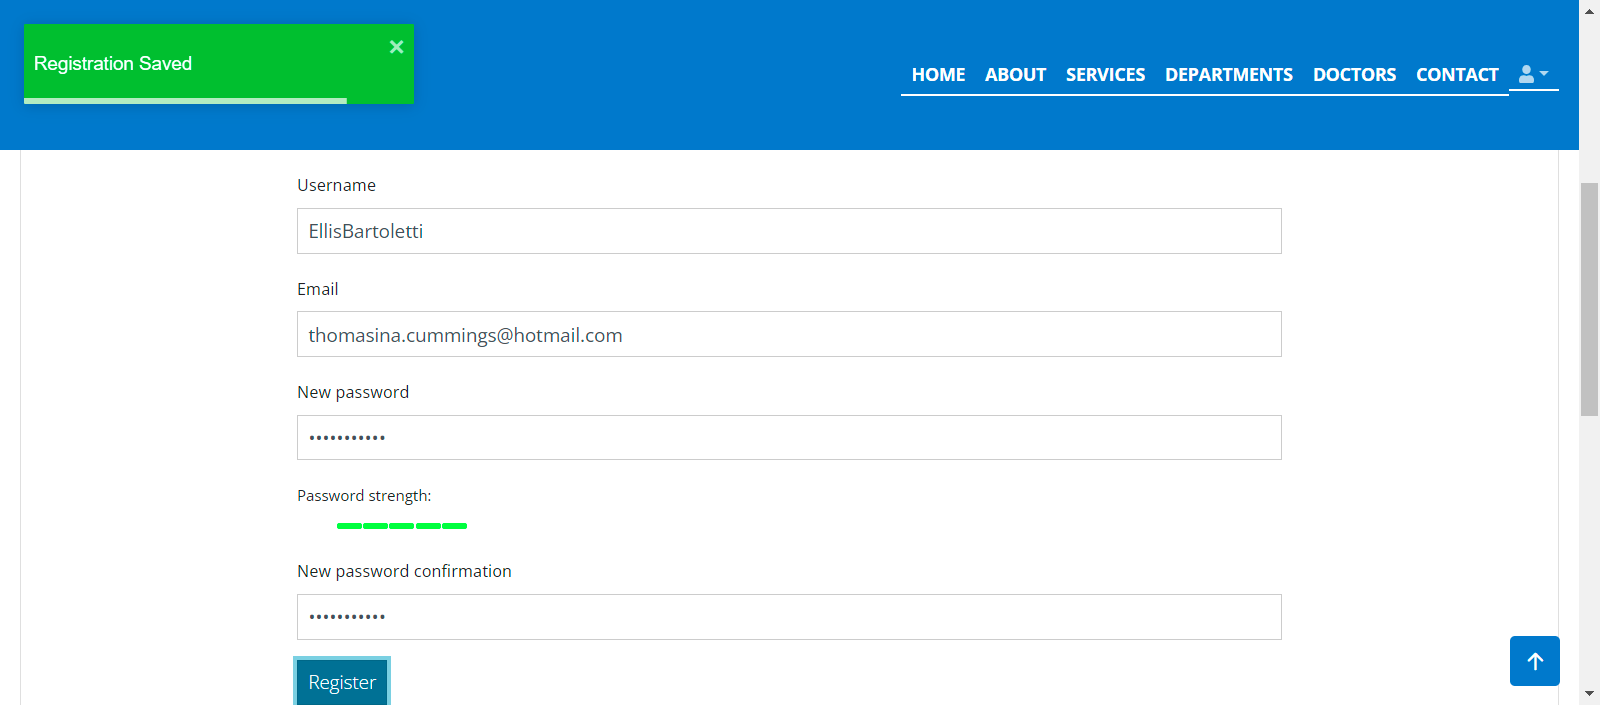 Registration Saved
HOME ABOUT SERVICES DEPARTMENTS DOCTORS CONTACT
Username
EllisBartoletti
Email
thomasina.cummings@hotmail.com
New password
•••••••••••
Password strength:
New password confirmation
•••••••••••
Register